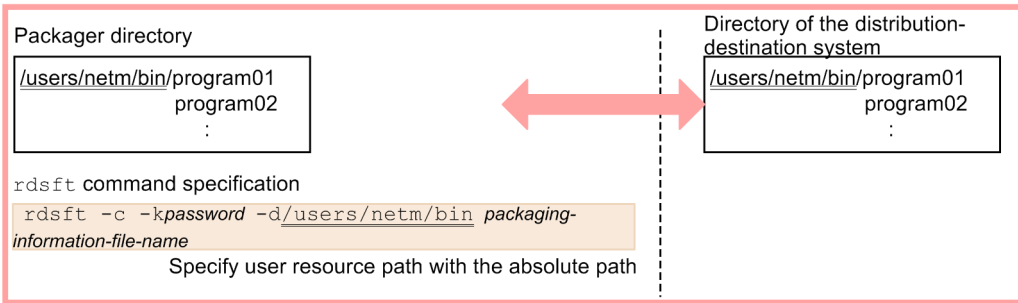 Packager directory
/users/netm/bin/program01
program02
:
rdsft command specification
rdsft -c -kpassword -d/users/netm/bin packaging-
information-file-name
Specify user resource path with the absolute path
Directory of the distribution-
destination system
/users/netm/bin/program01
program02
: